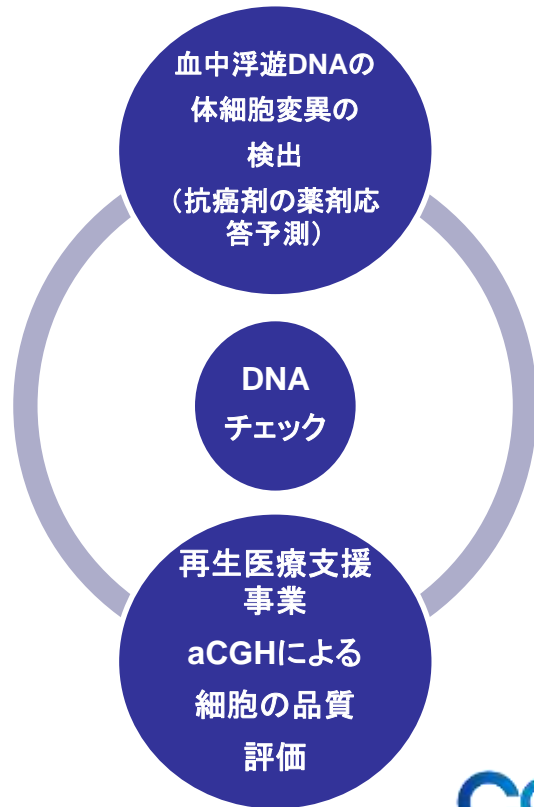 血中浮遊DNAの
体細胞変異の
検出
（抗癌剤の薬剤応
答予測）
DNA
チェック
再生医療支援
事業
aCGHによる
細胞の品質
評価